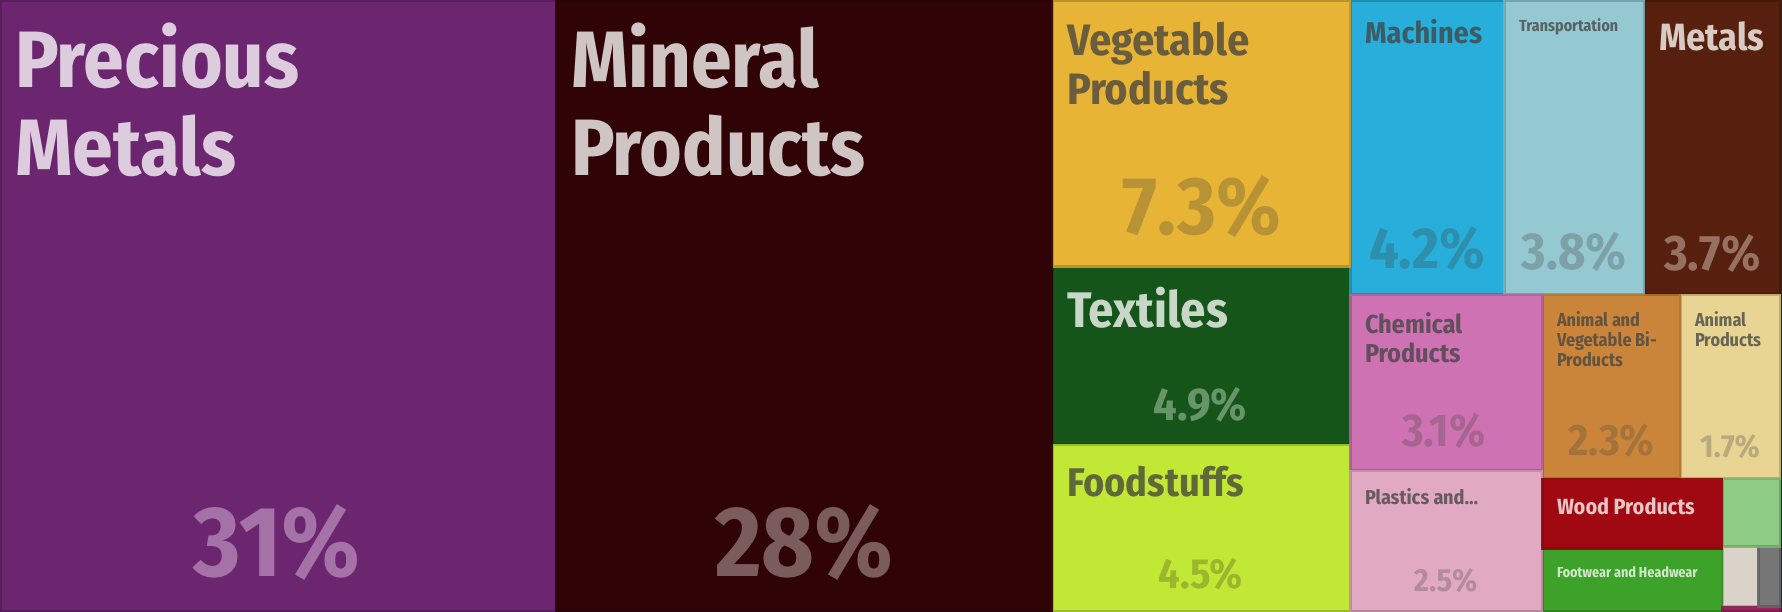 Precious
Metals
31%
Mineral
Products
28%
Vegetable
Products
7.3%
Textiles
4.9%
Foodstuffs
4.5%
Machines
4.2%
Transportation
3.8%
Metals
3.7%
Chemical
Products
3.1%
Animal and
Vegetable Bi-
Products
2.3%
Animal
Products
1.7%
Plastics and...
2.5%
Wood Products
Footwear and Headwear